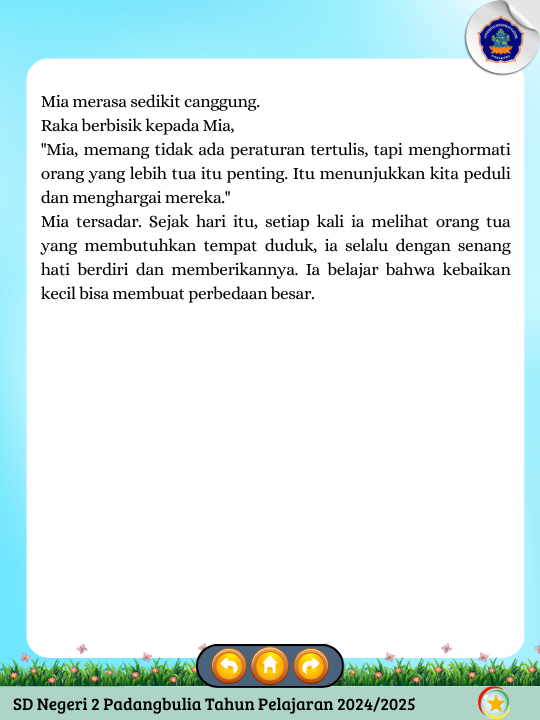 Mia merasa sedikit canggung.
Raka berbisik kepada Mia,
"Mia, memang tidak ada peraturan tertulis, tapi menghormati
orang yang lebih tua itu penting. Itu menunjukkan kita peduli
dan menghargai mereka."
Mia tersadar. Sejak hari itu, setiap kali ia melihat orang tua
yang membutuhkan tempat duduk, ia selalu dengan senang
hati berdiri dan memberikannya. Ia belajar bahwa kebaikan
kecil bisa membuat perbedaan besar.
SD Negeri 2 Padangbulia Tahun Pelajaran 2024/2025